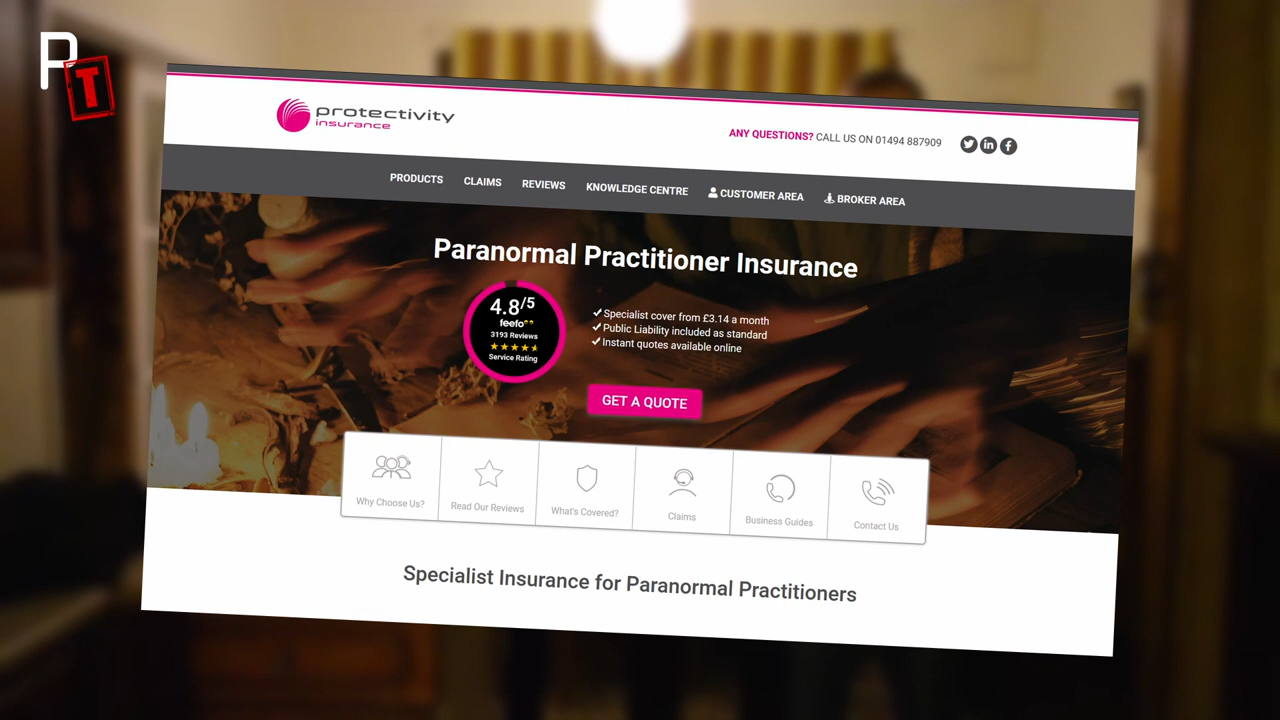 PT
protectivity
insurance
ANY QUESTIONS? CALL US ON 01494 887909
PRODUCTS CLAIMS REVIEWS KNOWLEDGE CENTRE CUSTOMER AREA BROKER AREA
Paranormal Practitioner Insurance
4.8/5
feefo
3193 Reviews
Service Rating
Specialist cover from £3.14 a month
Public Liability included as standard
Instant quotes available online
GET A QUOTE
Why Choose Us? Read Our Reviews What's Covered? Claims Business Guides Contact Us
Specialist Insurance for Paranormal Practitioners